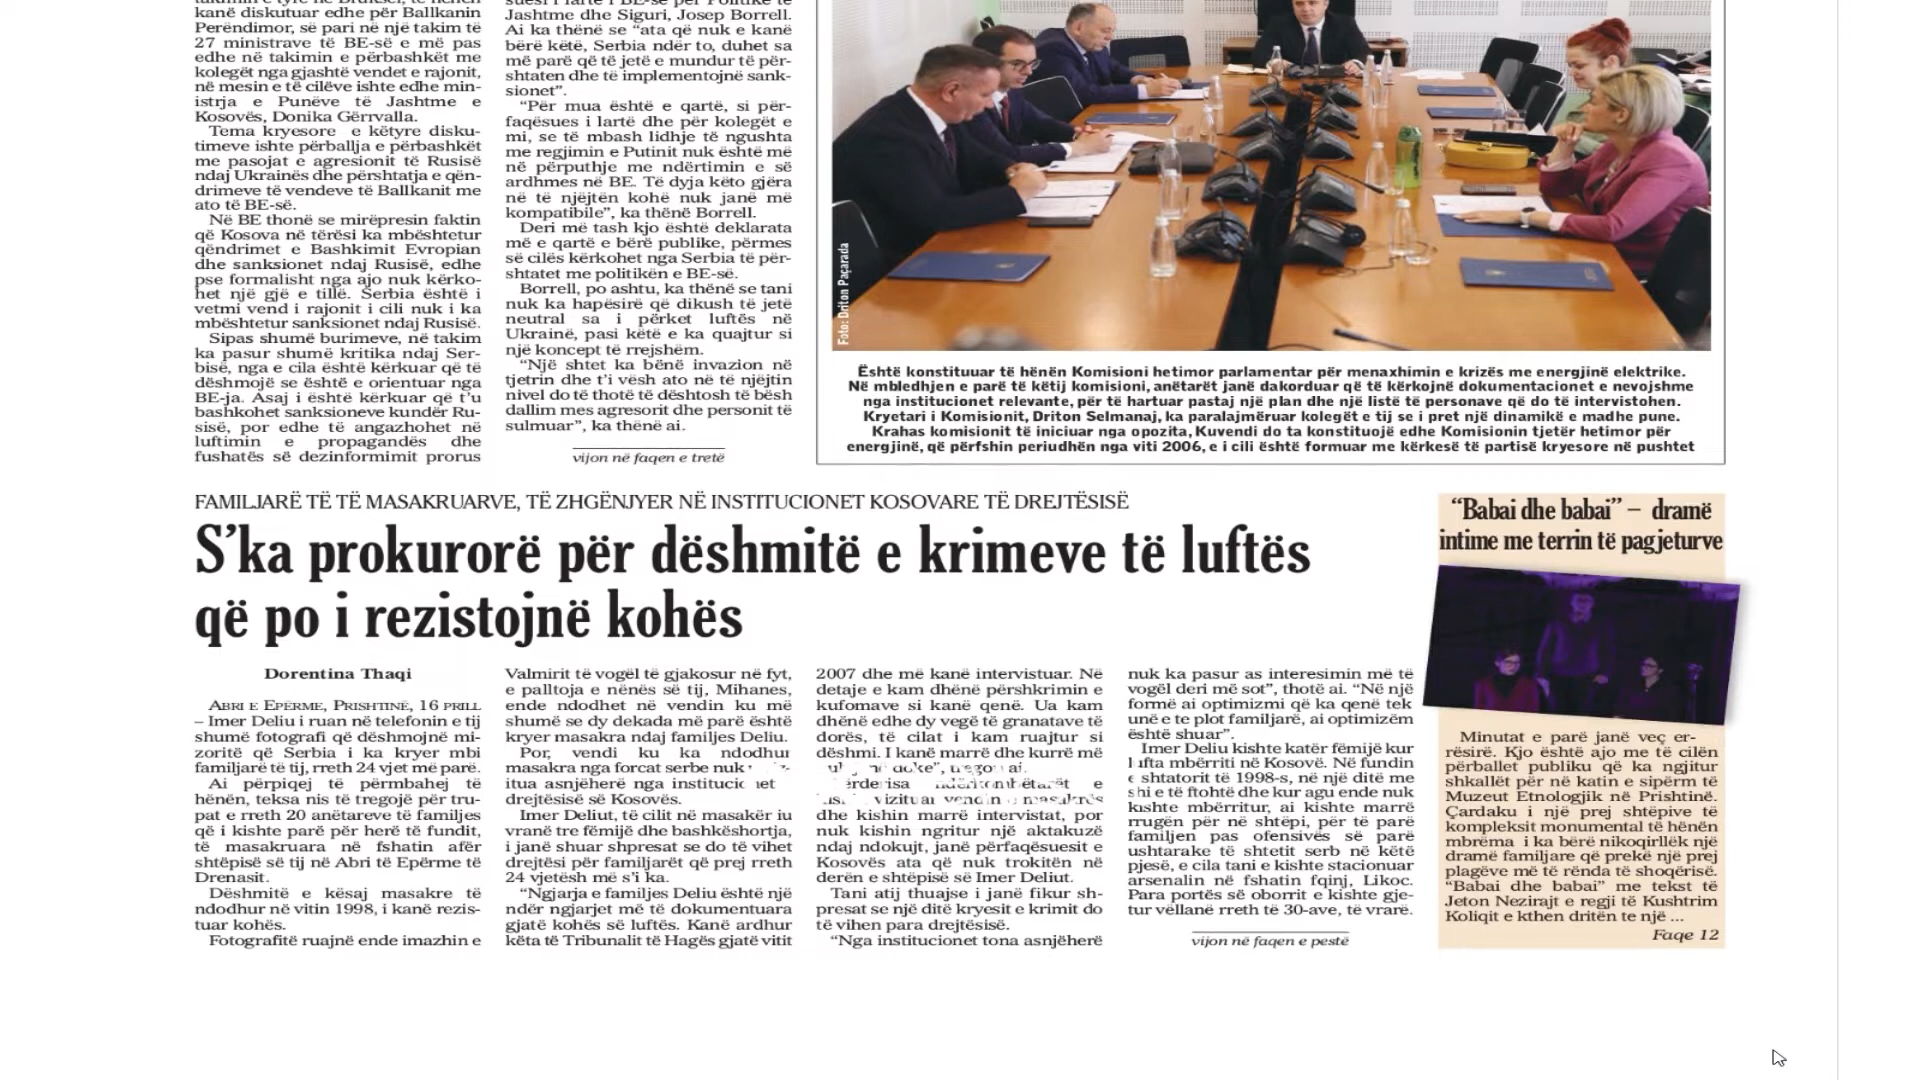 takimin e tyre në Bruksel, të hënën
kanë diskutuar edhe për Ballkanin
Perëndimor, së pari në një takim të
27 ministrave të BE-së e më pas
edhe në takimin e përbashkët me
kolegët nga gjashtë vendet e rajonit,
në mesin e të cilëve ishte edhe min-
istrja e Punëve të Jashtme e
Kosovës, Donika Gërrvalla.
Tema kryesore e këtyre disku-
timeve ishte përballja e përbashkët
me pasojat e agresionit të Rusisë
ndaj Ukrainës dhe përshtatja e qën-
drimeve të vendeve të Ballkanit me
ato të BE-së.
Në BE thonë se mirëpresin faktin
që Kosova në tërësi ka mbështetur
qëndrimet e Bashkimit Evropian
dhe sanksionet ndaj Rusisë, edhe
pse formalisht nga ajo nuk kërko-
het një gjë e tillë. Serbia është i
vetmi vend i rajonit i cili nuk i ka
mbështetur sanksionet ndaj Rusisë.
Sipas shumë burimeve, në takim
ka pasur shumë kritika ndaj Ser-
bisë, nga e cila është kërkuar që të
dëshmojë se është e orientuar nga
BE-ja. Asaj i është kërkuar që t’u
bashkohet sanksioneve kundër Ru-
sisë, por edhe të angazhohet në
luftimin e propagandës dhe
fushatës së dezinformimit prorus
suesi i lartë i BE-së për Politikë të
Jashtme dhe Siguri, Josep Borrell.
Ai ka thënë se “ata që nuk e kanë
bërë këtë, Serbia ndër to, duhet sa
më parë që të jetë e mundur të për-
shtaten dhe të implementojnë sank-
sionet”.
“Për mua është e qartë, si për-
faqësues i lartë dhe për kolegët e
mi, se të mbash lidhje të ngushta
me regjimin e Putinit nuk është më
në përputhje me ndërtimin e së
ardhmes në BE. Të dyja këto gjëra
në të njëjtën kohë nuk janë më
kompatibile”, ka thënë Borrell.
Deri më tash kjo është deklarata
më e qartë e bërë publike, përmes
së cilës kërkohet nga Serbia të për-
shtatet me politikën e BE-së.
Borrell, po ashtu, ka thënë se tani
nuk ka hapësirë që dikush të jetë
neutral sa i përket luftës në
Ukrainë, pasi këtë e ka quajtur si
një koncept të rrejshëm.
“Një shtet ka bënë invazion në
tjetrin dhe t’i vësh ato në të njëjtin
nivel do të thotë të dështosh të bësh
dallim mes agresorit dhe personit të
sulmuar”, ka thënë ai.
vijon në faqen e tretë
Foto: Driton Paçarada
Është konstituuar të hënën Komisioni hetimor parlamentar për menaxhimin e krizës me energjinë elektrike.
Në mbledhjen e parë të këtij komisioni, anëtarët janë dakorduar që të kërkojnë dokumentacionet e nevojshme
nga institucionet relevante, për të hartuar pastaj një plan dhe një listë të personave që do të intervistohen.
Kryetari i Komisionit, Driton Selmanaj, ka paralajmëruar kolegët e tij se i pret një dinamikë e madhe pune.
Krahas komisionit të iniciuar nga opozita, Kuvendi do ta konstituojë edhe Komisionin tjetër hetimor për
energjinë, që përfshin periudhën nga viti 2006, e i cili është formuar me kërkesë të partisë kryesore në pushtet
FAMILJARË TË TË MASAKRUARVE, TË ZHGËNJYER NË INSTITUCIONET KOSOVARE TË DREJTËSISË
S’ka prokurorë për dëshmitë e krimeve të luftës
që po i rezistojnë kohës
Dorentina Thaqi
ABRI E EPËRME, PRISHTINË, 16 PRILL
– Imer Deliu i ruan në telefonin e tij
shumë fotografi që dëshmojnë mi-
zoritë që Serbia i ka kryer mbi
familjarë të tij, rreth 24 vjet më parë.
Ai përpiqej të përmbahej të
hënën, teksa nis të tregojë për tru-
pat e rreth 20 anëtareve të familjes
që i kishte parë për herë të fundit,
të masakruara në fshatin afër
shtëpisë së tij në Abri të Epërme të
Drenasit.
Dëshmitë e kësaj masakre të
ndodhur në vitin 1998, i kanë rezis-
tuar kohës.
Fotografitë ruajnë ende imazhin e
Valmirit të vogël të gjakosur në fyt,
e palltoja e nënës së tij, Mihanes,
ende ndodhet në vendin ku më
shumë se dy dekada më parë është
kryer masakra ndaj familjes Deliu.
Por, vendi ku ka ndodhur
masakra nga forcat serbe nuk
itua asnjëherë nga
drejtësisë së Kosovës.
Imer Deliut, të cilit në masakër iu
vranë tre fëmijë dhe bashkëshortja,
i janë shuar shpresat se do të vihet
drejtësi për familjarët që prej rreth
24 vjetësh më s’i ka.
“Ngjarja e familjes Deliu është një
ndër ngjarjet më të dokumentuara
gjatë kohës së luftës. Kanë ardhur
këta të Tribunalit të Hagës gjatë vitit
2007 dhe më kanë intervistuar. Në
detaje e kam dhënë përshkrimin e
kufomave si kanë qenë. Ua kam
dhënë edhe dy vegë të granatave të
dorës, të cilat i kam ruajtur si
dëshmi. I kanë marrë dhe kurrë më
tregon ai.
ndërkombëtarët e
vizituar vendin e masakrës
dhe kishin marrë intervistat, por
nuk kishin ngritur një aktakuzë
ndaj ndokujt, janë përfaqësuesit e
Kosovës ata që nuk trokitën në
derën e shtëpisë së Imer Deliut.
Tani atij thuajse i janë fikur sh-
presat se një ditë kryesit e krimit do
të vihen para drejtësisë.
“Nga institucionet tona asnjëherë
nuk ka pasur as interesimin më të
vogël deri më sot”, thotë ai. “Në një
formë ai optimizmi që ka qenë tek
unë e te plot familjarë, ai optimizëm
është shuar”.
Imer Deliu kishte katër fëmijë kur
lufta mbërriti në Kosovë. Në fundin
e shtatorit të 1998-s, në një ditë me
shi e të ftohtë dhe kur agu ende nuk
kishte mbërritur, ai kishte marrë
rrugën për në shtëpi, për të parë
familjen pas ofensivës së parë
ushtarake të shtetit serb në këtë
pjesë, e cila tani e kishte stacionuar
arsenalin në fshatin fqinj, Likoc.
Para portës së oborrit e kishte gje-
tur vëllanë rreth të 30-ave, të vrarë.
vijon në faqen e pestë
“Babai dhe babai” – dramë
intime me terrin të pagjeturve
Minutat e parë janë veç er-
rësirë. Kjo është ajo me të cilën
përballet publiku që ka ngjitur
shkallët për në katin e sipërm të
Muzeut Etnologjik në Prishtinë.
Çardaku i një prej shtëpive të
kompleksit monumental të hënën
mbrëma i ka bërë nikoqirllëk një
dramë familjare që prekë një prej
plagëve më të rënda të shoqërisë.
“Babai dhe babai” me tekst të
Jeton Nezirajt e regji të Kushtrim
Koliqit e kthen dritën te një ...
Faqe 12